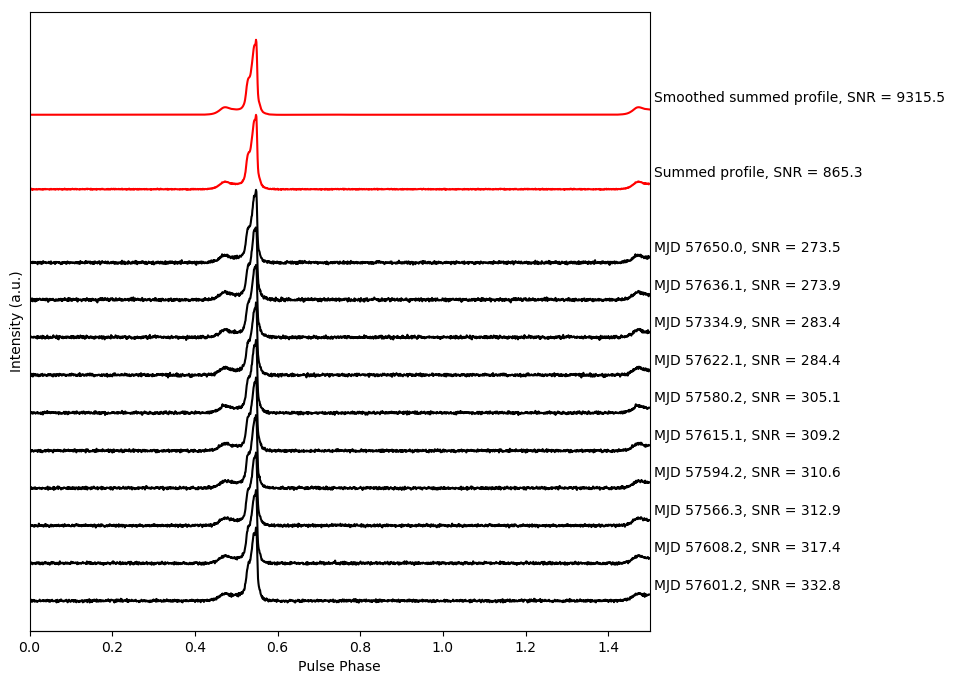 Smoothed summed profile, SNR = 9315.5
Summed profile, SNR = 865.3
MJD 57650.0, SNR = 273.5
MJD 57636.1, SNR = 273.9
MJD 57334.9, SNR = 283.4
MJD 57622.1, SNR = 284.4
MJD 57580.2, SNR = 305.1
MJD 57615.1, SNR = 309.2
MJD 57594.2, SNR = 310.6
MJD 57566.3, SNR = 312.9
MJD 57608.2, SNR = 317.4
MJD 57601.2, SNR = 332.8
Intensity (a.u.)
0.0 0.2 0.4 0.6 0.8 1.0 1.2 1.4
Pulse Phase